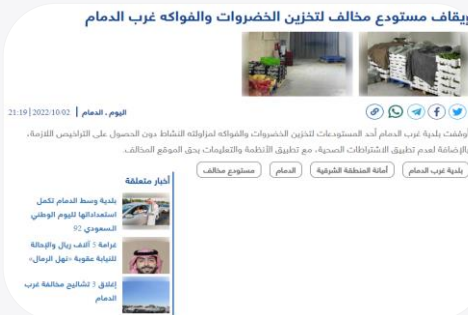 إيقاف مستودع مخالف لتخزين الخضروات والفواكه غرب الدمام
اليوم ، الدمام | 2022/10/02 | 21:19
أوقفت بلدية غرب الدمام أحد المستودعات لتخزين الخضروات والفواكه لمزاولته النشاط دون الحصول على التراخيص اللازمة،
بالإضافة لعدم تطبيق الاشتراطات الصحية، مع تطبيق الأنظمة والتعليمات بحق الموقع المخالف.
بلدية غرب الدمام
أمانة المنطقة الشرقية
الدمام
مستودع مخالف
أخبار متعلقة
بلدية وسط الدمام تكمل
استعداداتها لليوم الوطني
السعودي 92
غرامة 5 آلاف ريال والإحالة
للنيابة عقوبة «نهل الرمال»
إغلاق 3 تشاليح مخالفة غرب
الدمام